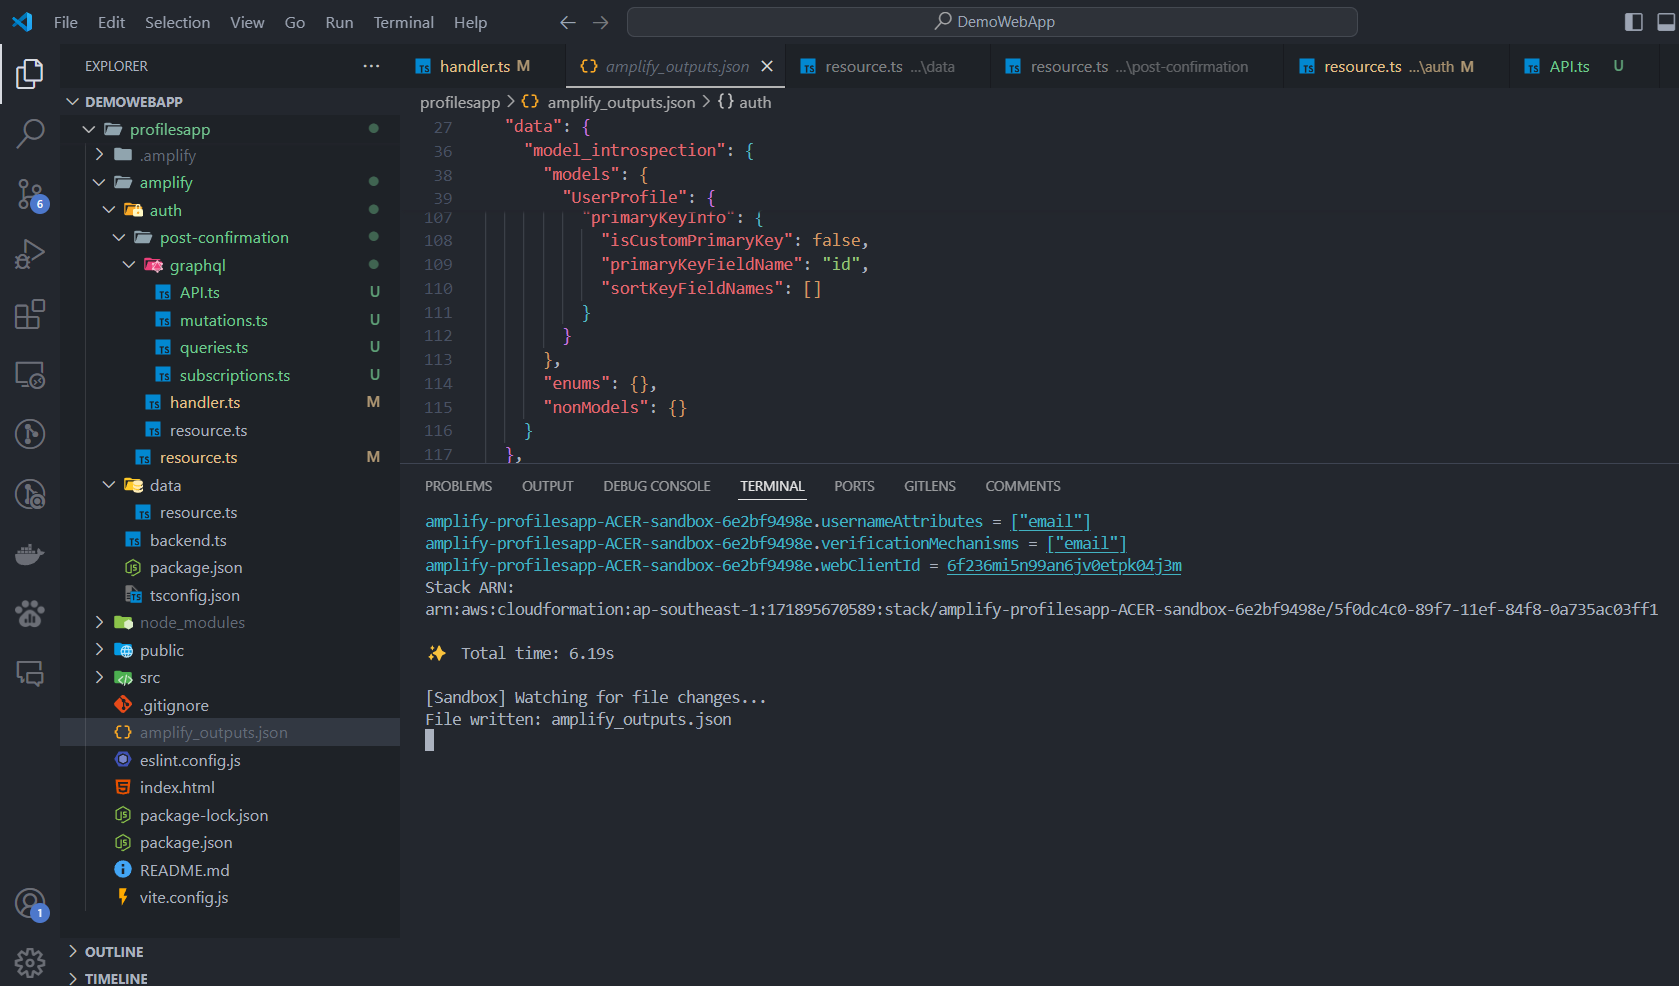 File Edit Selection View Go Run Terminal Help
DemoWebApp
EXPLORER
DEMOWEBAPP
profilesapp
.amplify
amplify
auth
post-confirmation
graphql
API.ts U
mutations.ts U
queries.ts U
subscriptions.ts U
handler.ts M
resource.ts
resource.ts M
data
resource.ts
backend.ts
package.json
tsconfig.json
node_modules
public
src
.gitignore
amplify_outputs.json
eslint.config.js
index.html
package-lock.json
package.json
README.md
vite.config.js
OUTLINE
TIMELINE
6
1
handler.ts M
amplify_outputs.json
resource.ts ...\data
resource.ts ...\post-confirmation
resource.ts ...\auth M
API.ts U
profilesapp > {} amplify_outputs.json > {} auth
27 "data": {
36 "model_introspection": {
38 "models": {
39 "UserProfile": {
107 "primaryKeyInfo": {
108 "isCustomPrimaryKey": false,
109 "primaryKeyFieldName": "id",
110 "sortKeyFieldNames": []
111 }
112 }
113 },
114 "enums": {},
115 "nonModels": {}
116 }
117 },
PROBLEMS OUTPUT DEBUG CONSOLE TERMINAL PORTS GITLENS COMMENTS
amplify-profilesapp-ACER-sandbox-6e2bf9498e.usernameAttributes = ["email"]
amplify-profilesapp-ACER-sandbox-6e2bf9498e.verificationMechanisms = ["email"]
amplify-profilesapp-ACER-sandbox-6e2bf9498e.webClientId = 6f236mi5n99an6jv0etpk04j3m
Stack ARN:
arn:aws:cloudformation:ap-southeast-1:171895670589:stack/amplify-profilesapp-ACER-sandbox-6e2bf9498e/5f0dc4c0-89f7-11ef-84f8-0a735ac03ff1
✨ Total time: 6.19s
[Sandbox] Watching for file changes...
File written: amplify_outputs.json